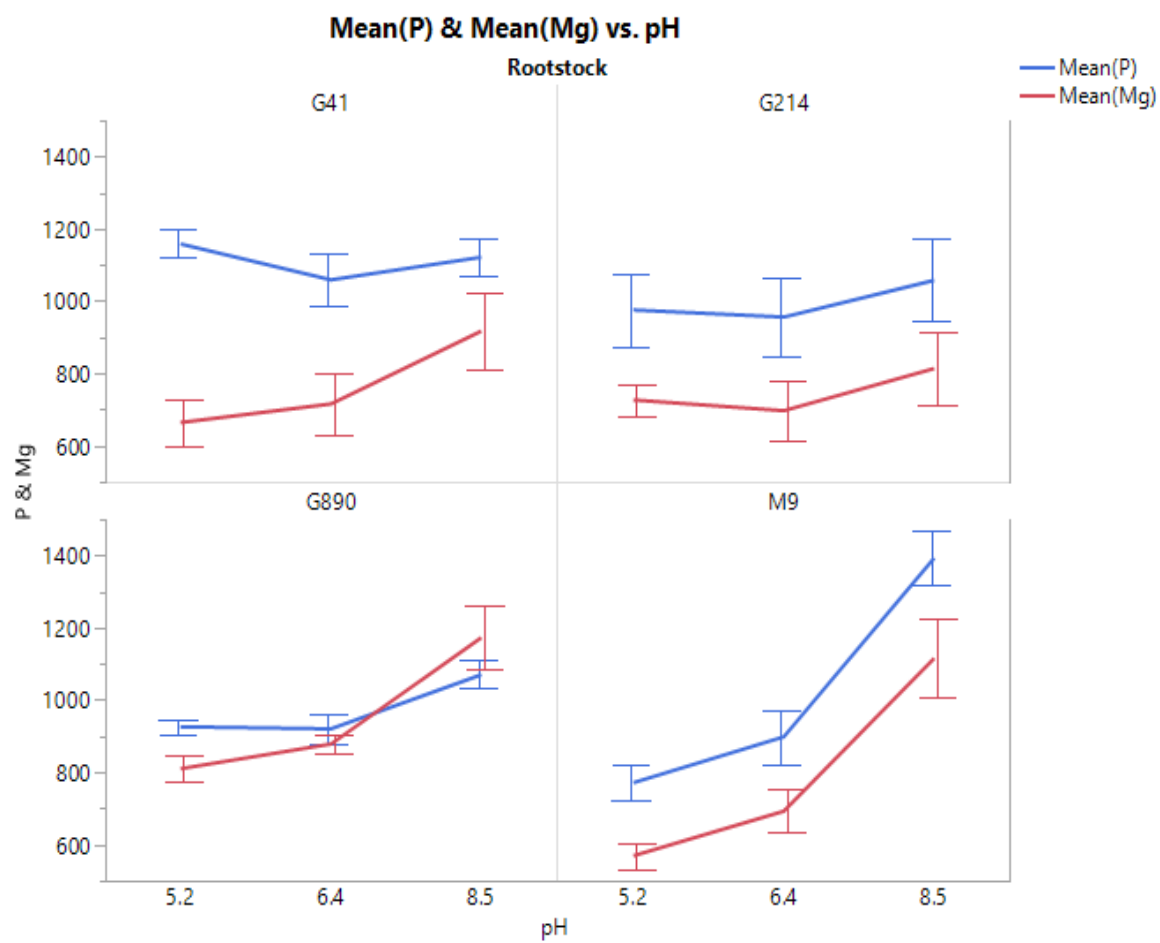 Mean(P) & Mean(Mg) vs. pH
Rootstock
Mean(P)
Mean(Mg)
G41
G214
1400
1200
1000
800
600
P & Mg
G890
M9
1400
1200
1000
800
600
5.2
6.4
8.5
5.2
6.4
8.5
pH